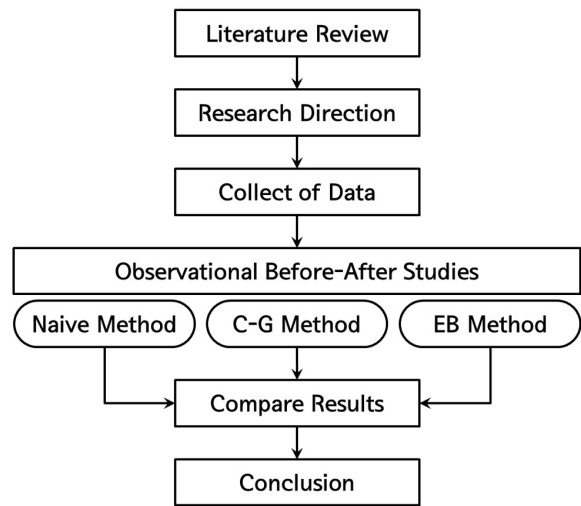 Literature Review
Research Direction
Collect of Data
Observational Before-After Studies
Naive Method
C-G Method
EB Method
Compare Results
Conclusion